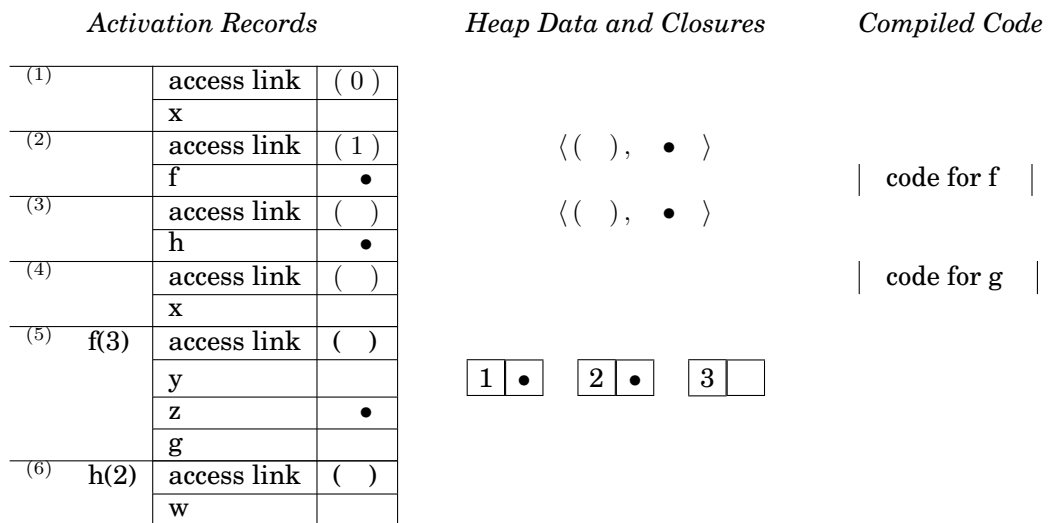 Activation Records Heap Data and Closures Compiled Code
(1) access link ( 0 )
x
(2) access link ( 1 ) ⟨( ), • ⟩
f • code for f
(3) access link ( ) ⟨( ), • ⟩
h •
(4) access link ( ) code for g
x
(5) f(3) access link ( )
y 1 • 2 • 3
z •
g
(6) h(2) access link ( )
w